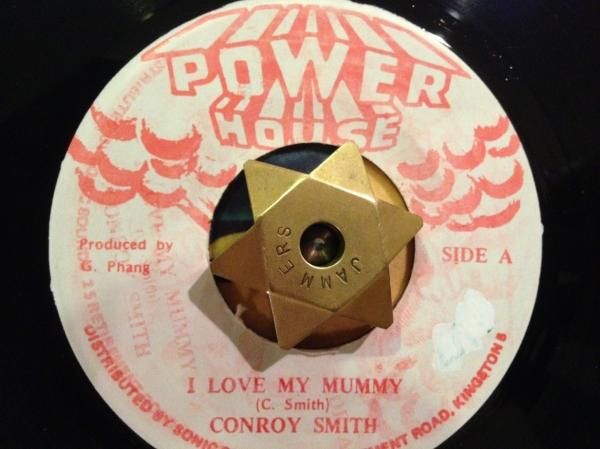 POWER
HOUSE
Produced by
G. Phang
SIDE A
JAMMERS
I LOVE MY MUMMY
(C. Smith)
CONROY SMITH
DISTRIBUTED BY SONIC
ROAD, KINGSTON 5